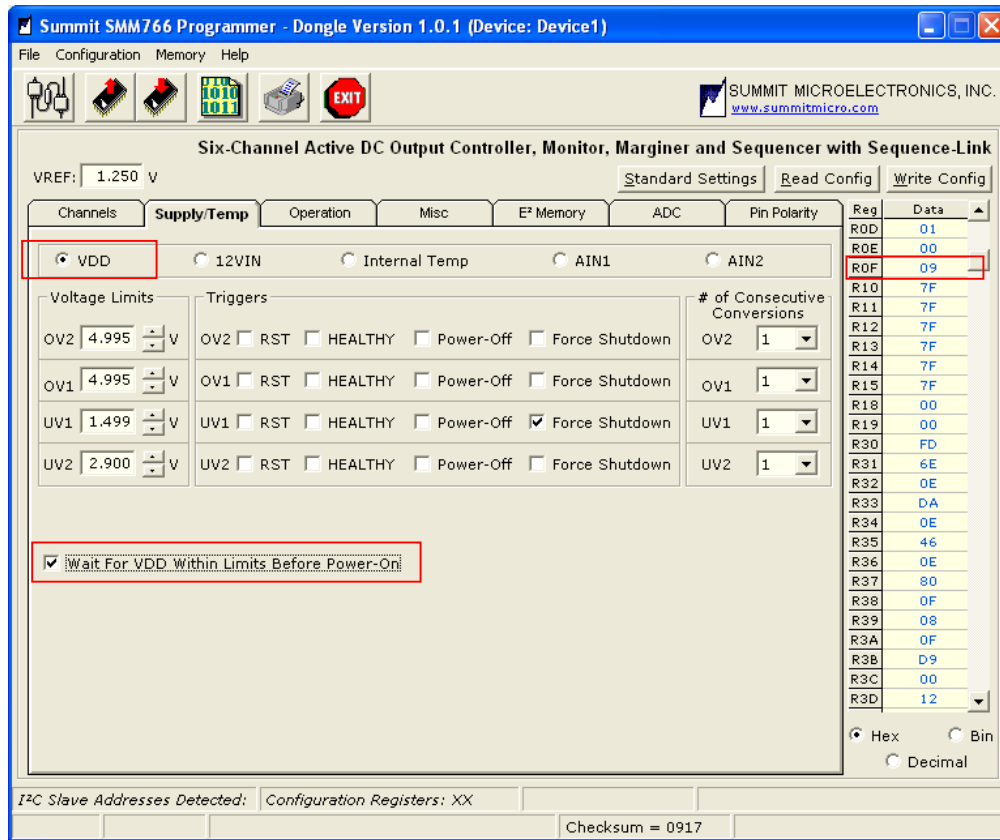 Summit SMM766 Programmer - Dongle Version 1.0.1 (Device: Device1)
File Configuration Memory Help
EXIT
SUMMIT MICROELECTRONICS, INC.
www.summitmicro.com
Six-Channel Active DC Output Controller, Monitor, Marginer and Sequencer with Sequence-Link
VREF: 1.250 V
Standard Settings Read Config Write Config
Channels Supply/Temp Operation Misc E² Memory ADC Pin Polarity
VDD 12VIN Internal Temp AIN1 AIN2
Voltage Limits Triggers # of Consecutive Conversions
OV2 4.995 V OV2 RST HEALTHY Power-Off Force Shutdown OV2 1
OV1 4.995 V OV1 RST HEALTHY Power-Off Force Shutdown OV1 1
UV1 1.499 V UV1 RST HEALTHY Power-Off Force Shutdown UV1 1
UV2 2.900 V UV2 RST HEALTHY Power-Off Force Shutdown UV2 1
Wait For VDD Within Limits Before Power-On
Reg Data
R0D 01
R0E 00
R0F 09
R10 7F
R11 7F
R12 7F
R13 7F
R14 7F
R15 7F
R18 00
R19 00
R30 FD
R31 6E
R32 0E
R33 DA
R34 0E
R35 46
R36 0E
R37 80
R38 0F
R39 08
R3A 0F
R3B D9
R3C 00
R3D 12
Hex Bin
Decimal
I²C Slave Addresses Detected: Configuration Registers: XX
Checksum = 0917